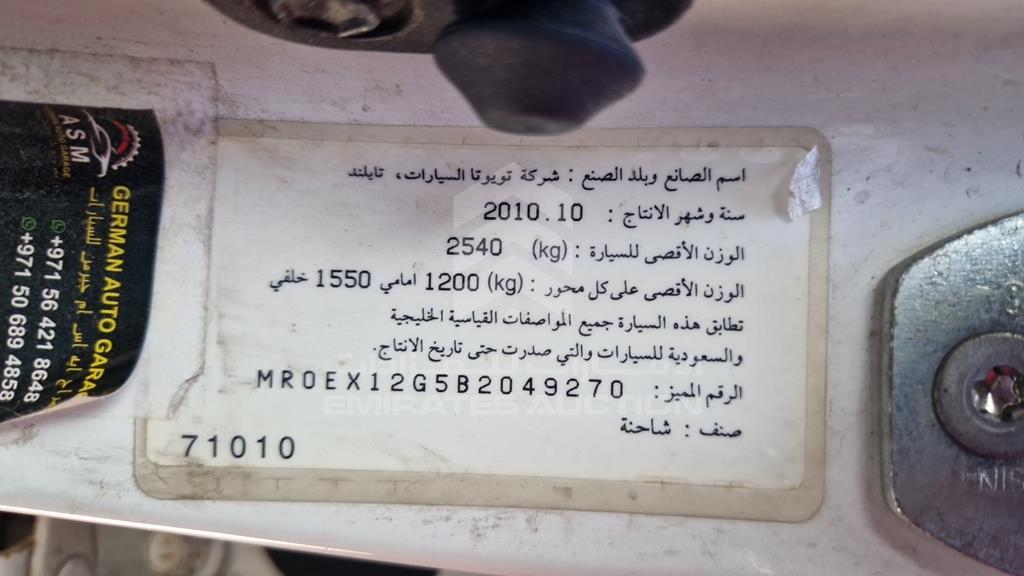 اسم الصانع وبلد الصنع : شركة تويوتا السيارات، تايلند
سنة وشهر الانتاج : 2010.10
الوزن الأقصى للسيارة : (kg) 2540
الوزن الأقصى على كل محور : (kg) 1200 امامي 1550 خلفي
تطابق هذه السيارة جميع المواصفات القياسية الخليجية
والسعودية للسيارات والتي صدرت حتى تاريخ الانتاج.
الرقم المميز : MR0EX12G5B2049270
صنف : شاحنة
71010
EMIRATES AUCTION
ASM
GERMAN AUTO GARA
+971 56 421 8648
+971 50 689 4858
NIS